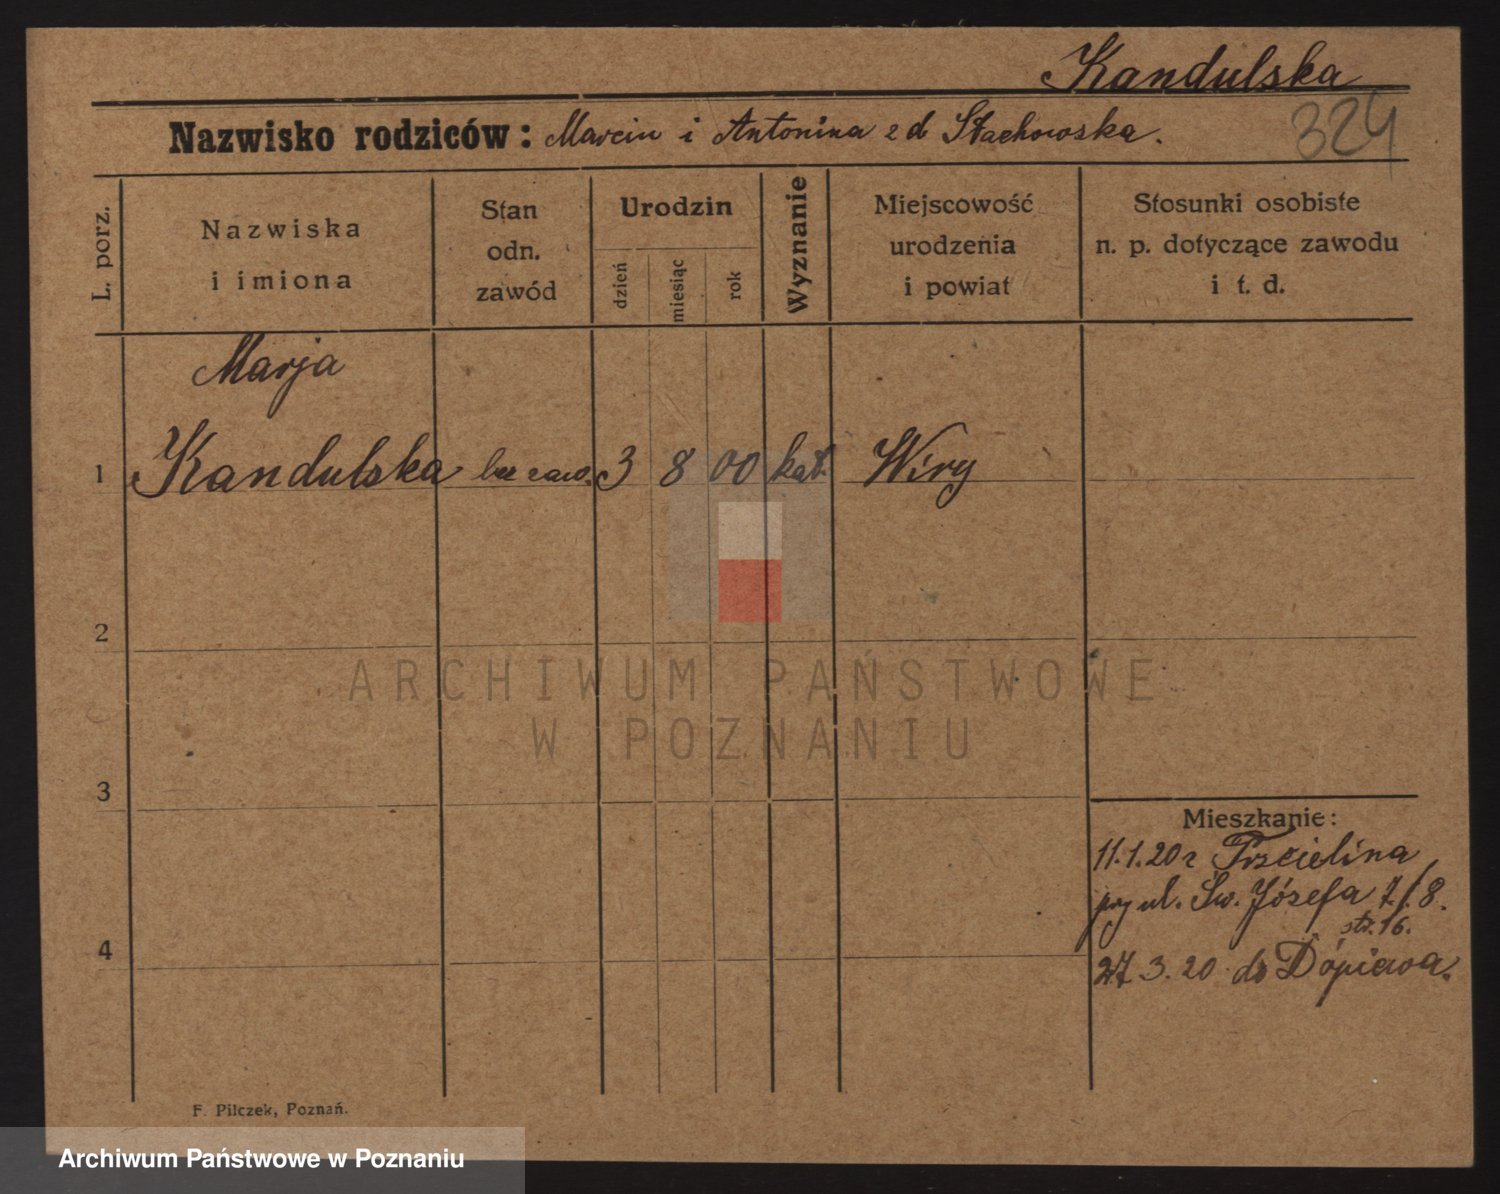 Kandulska
324
Nazwisko rodziców: Marcin i Antonina z d Stachowska.
L. porz.
Nazwiska
i imiona
Stan
odn.
zawód
Urodzin
dzień
miesiąc
rok
Wyznanie
Miejscowość
urodzenia
i powiat
Stosunki osobiste
n. p. dotyczące zawodu
i t. d.
Marja
1 Kandulska bez zaw. 3 8 00 kat. Wiry
2
3
4
Mieszkanie:
11.1.20 r Trzcielina
przy ul. Św. Józefa 7/8.
str. 16.
27.3.20 do Dopiewa.
F. Pilczek, Poznań.
ARCHIWUM PAŃSTWOWE
W POZNANIU
Archiwum Państwowe w Poznaniu